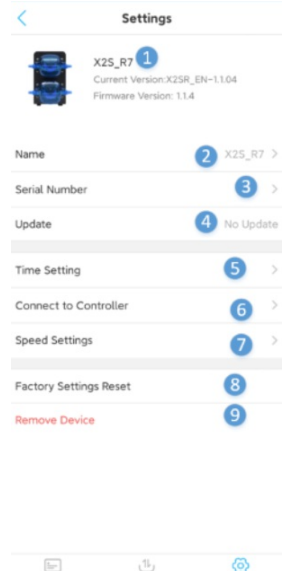 Settings
X2S_R7 1
Current Version:X2SR_EN-1.1.04
Firmware Version: 1.1.4
Name 2 X2S_R7 >
Serial Number 3 >
Update 4 No Update
Time Setting 5 >
Connect to Controller 6 >
Speed Settings 7 >
Factory Settings Reset 8
Remove Device 9